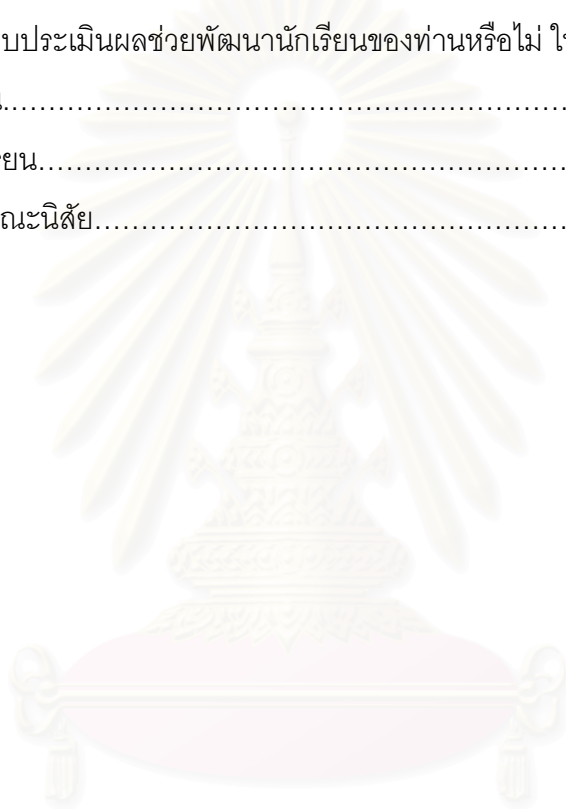 บประเมินผลช่วยพัฒนานักเรียนของท่านหรือไม่ ใ
น...............................................................
ยน............................................................
ณะนิสัย......................................................